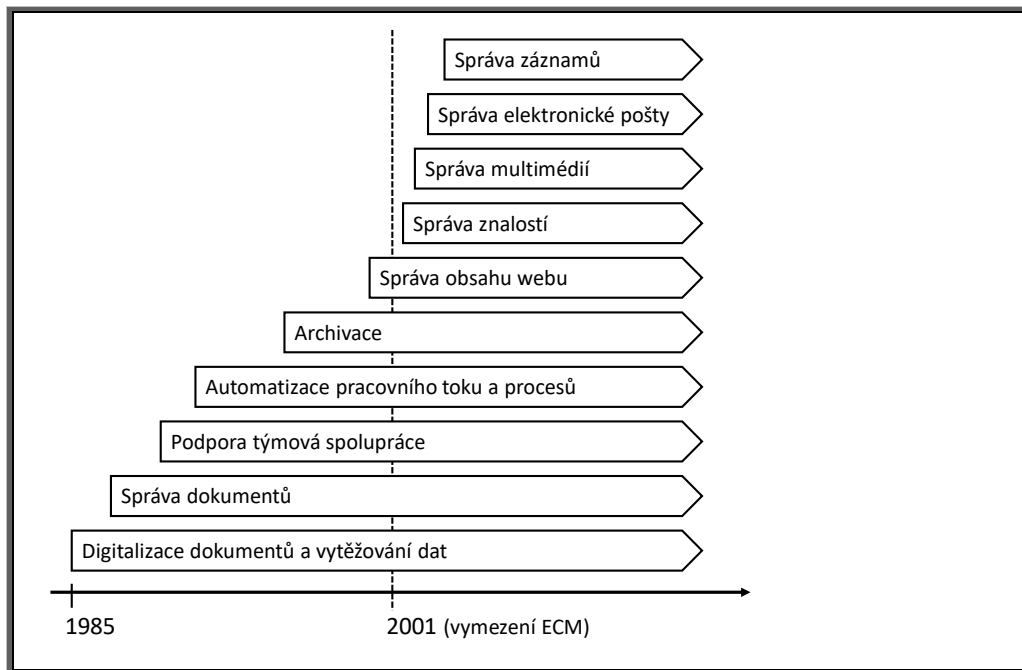 Správa záznamů
Správa elektronické pošty
Správa multimédií
Správa znalostí
Správa obsahu webu
Archivace
Automatizace pracovního toku a procesů
Podpora týmová spolupráce
Správa dokumentů
Digitalizace dokumentů a vytěžování dat
1985
2001 (vymezení ECM)